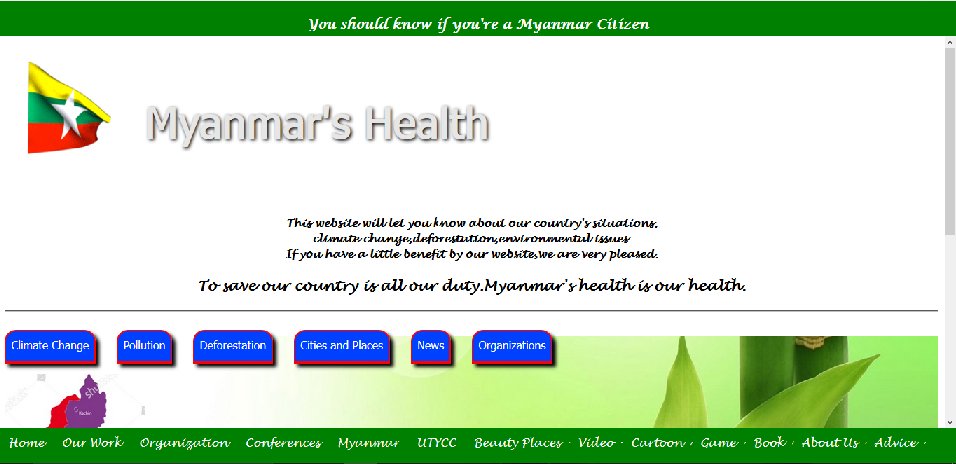 You should know if you're a Myanmar Citizen
Myanmar's Health
This website will let you know about our country's situations.
climate change,deforestation,environmental issues
If you have a little benefit by our website,we are very pleased.
To save our country is all our duty.Myanmar's health is our health.
Climate Change Pollution Deforestation Cities and Places News Organizations
Home Our Work Organization Conferences Myanmar UTYCC Beauty Places Video Cartoon Game Book About Us Advice